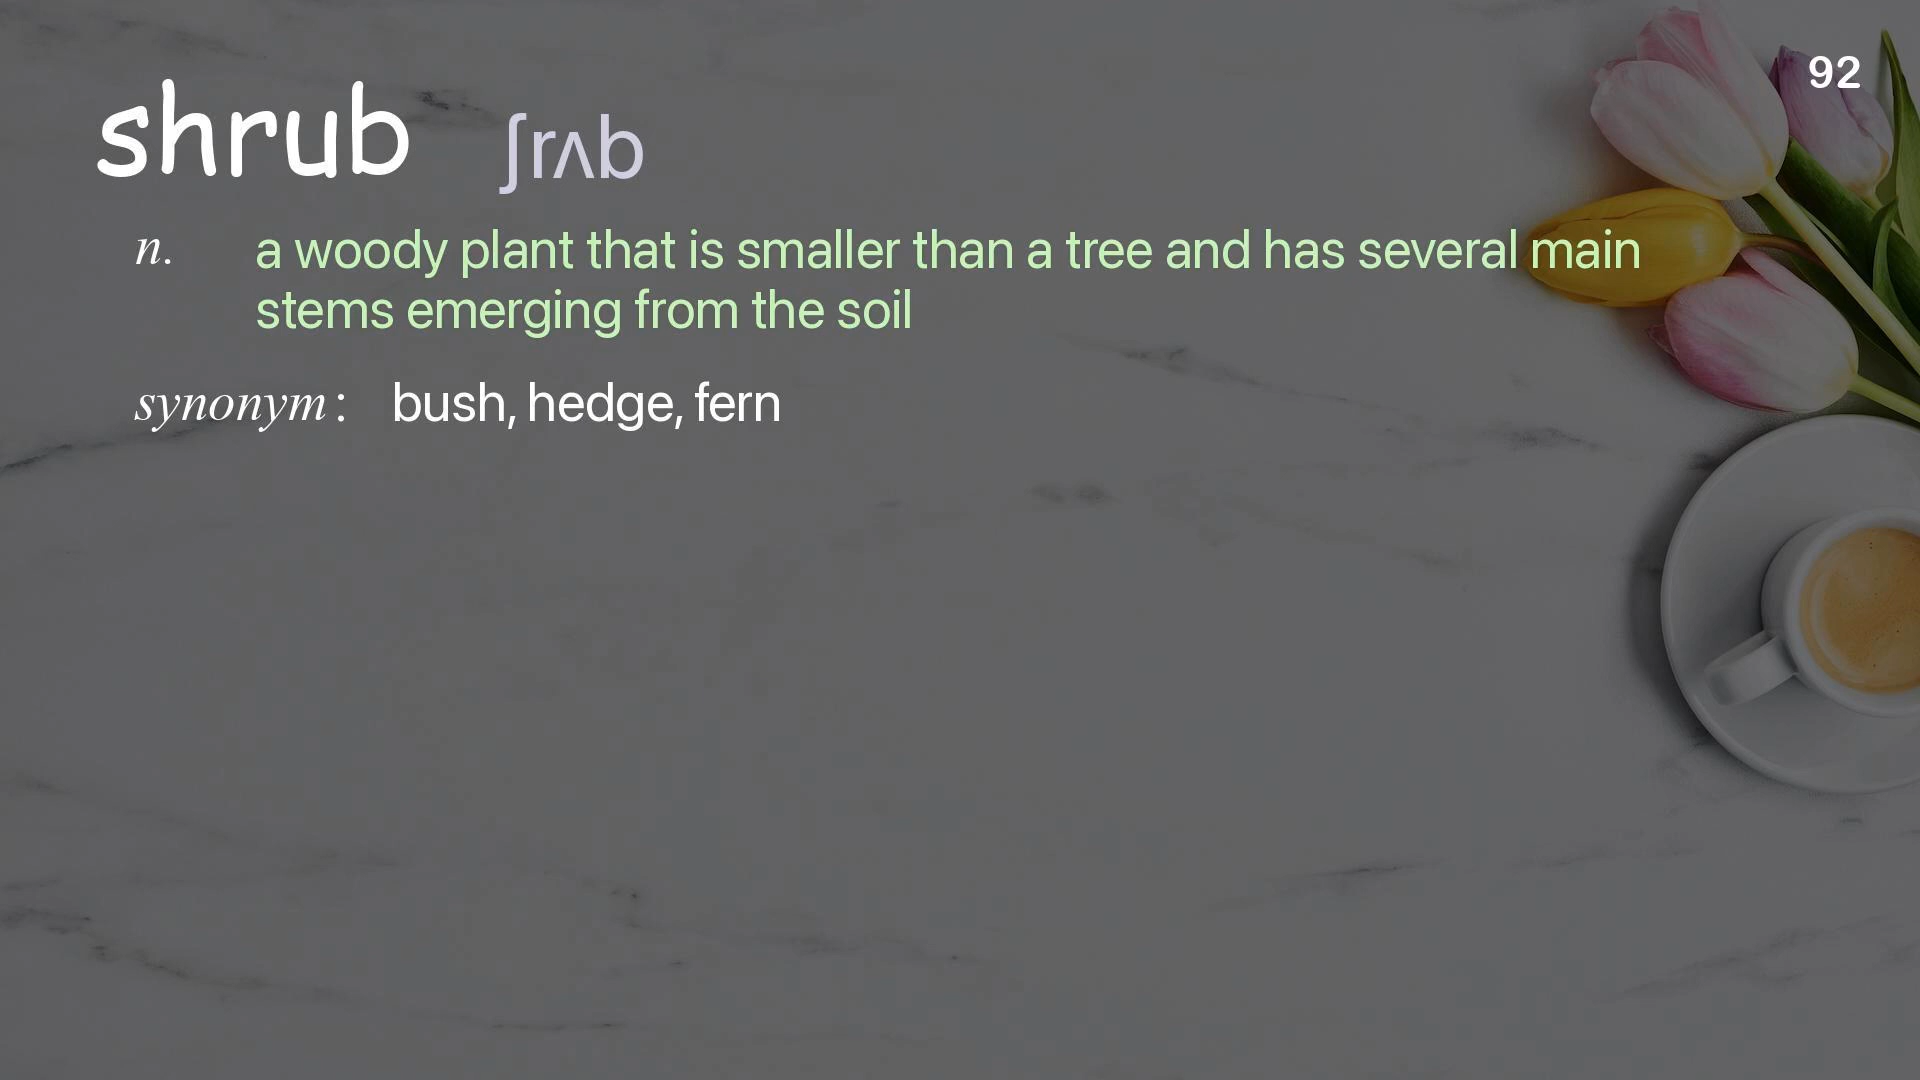 92
shrub ʃrʌb
n. a woody plant that is smaller than a tree and has several main
stems emerging from the soil
synonym: bush, hedge, fern